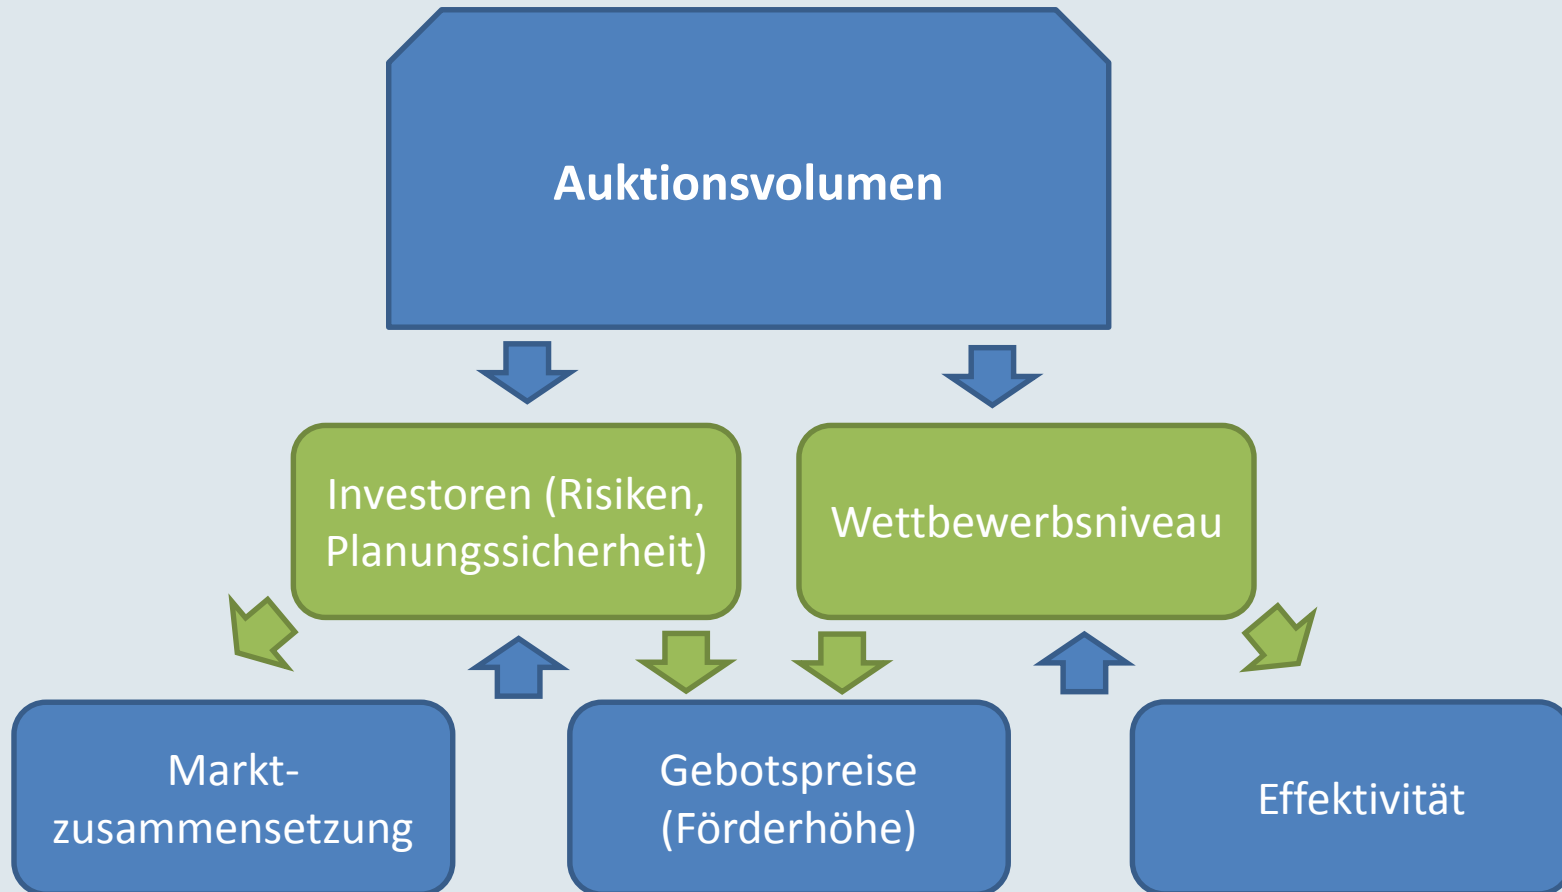 Auktionsvolumen
Investoren (Risiken,
Planungssicherheit)
Wettbewerbsniveau
Markt-
zusammensetzung
Gebotspreise
(Förderhöhe)
Effektivität